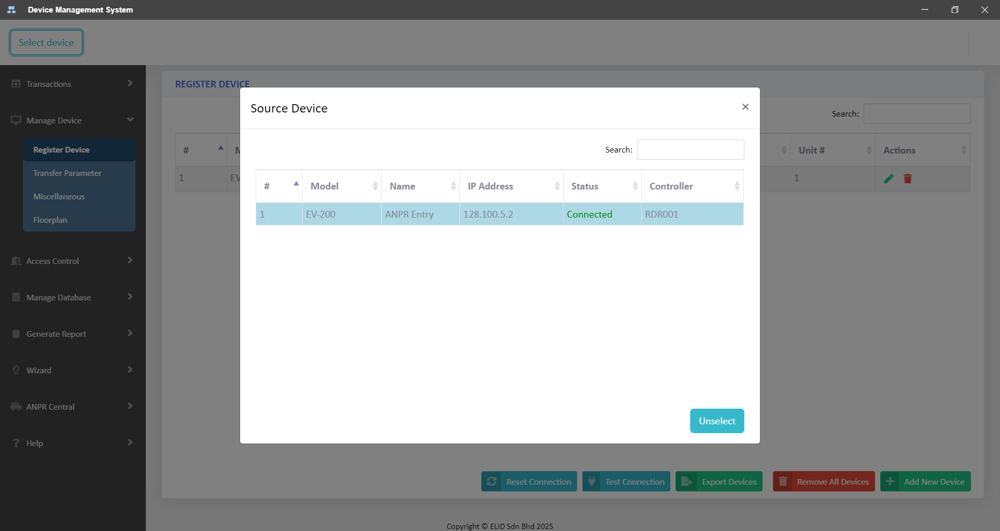 Device Management System
Select device
Transactions
Manage Device
Register Device
Transfer Parameter
Miscellaneous
Floorplan
Access Control
Manage Database
Generate Report
Wizard
ANPR Central
Help
REGISTER DEVICE
Search:
# Unit # Actions
1 EV 1
Source Device
Search:
# Model Name IP Address Status Controller
1 EV-200 ANPR Entry 128.100.5.2 Connected RDR001
Unselect
Reset Connection Test Connection Export Devices Remove All Devices Add New Device
Copyright © ELID Sdn Bhd 2025